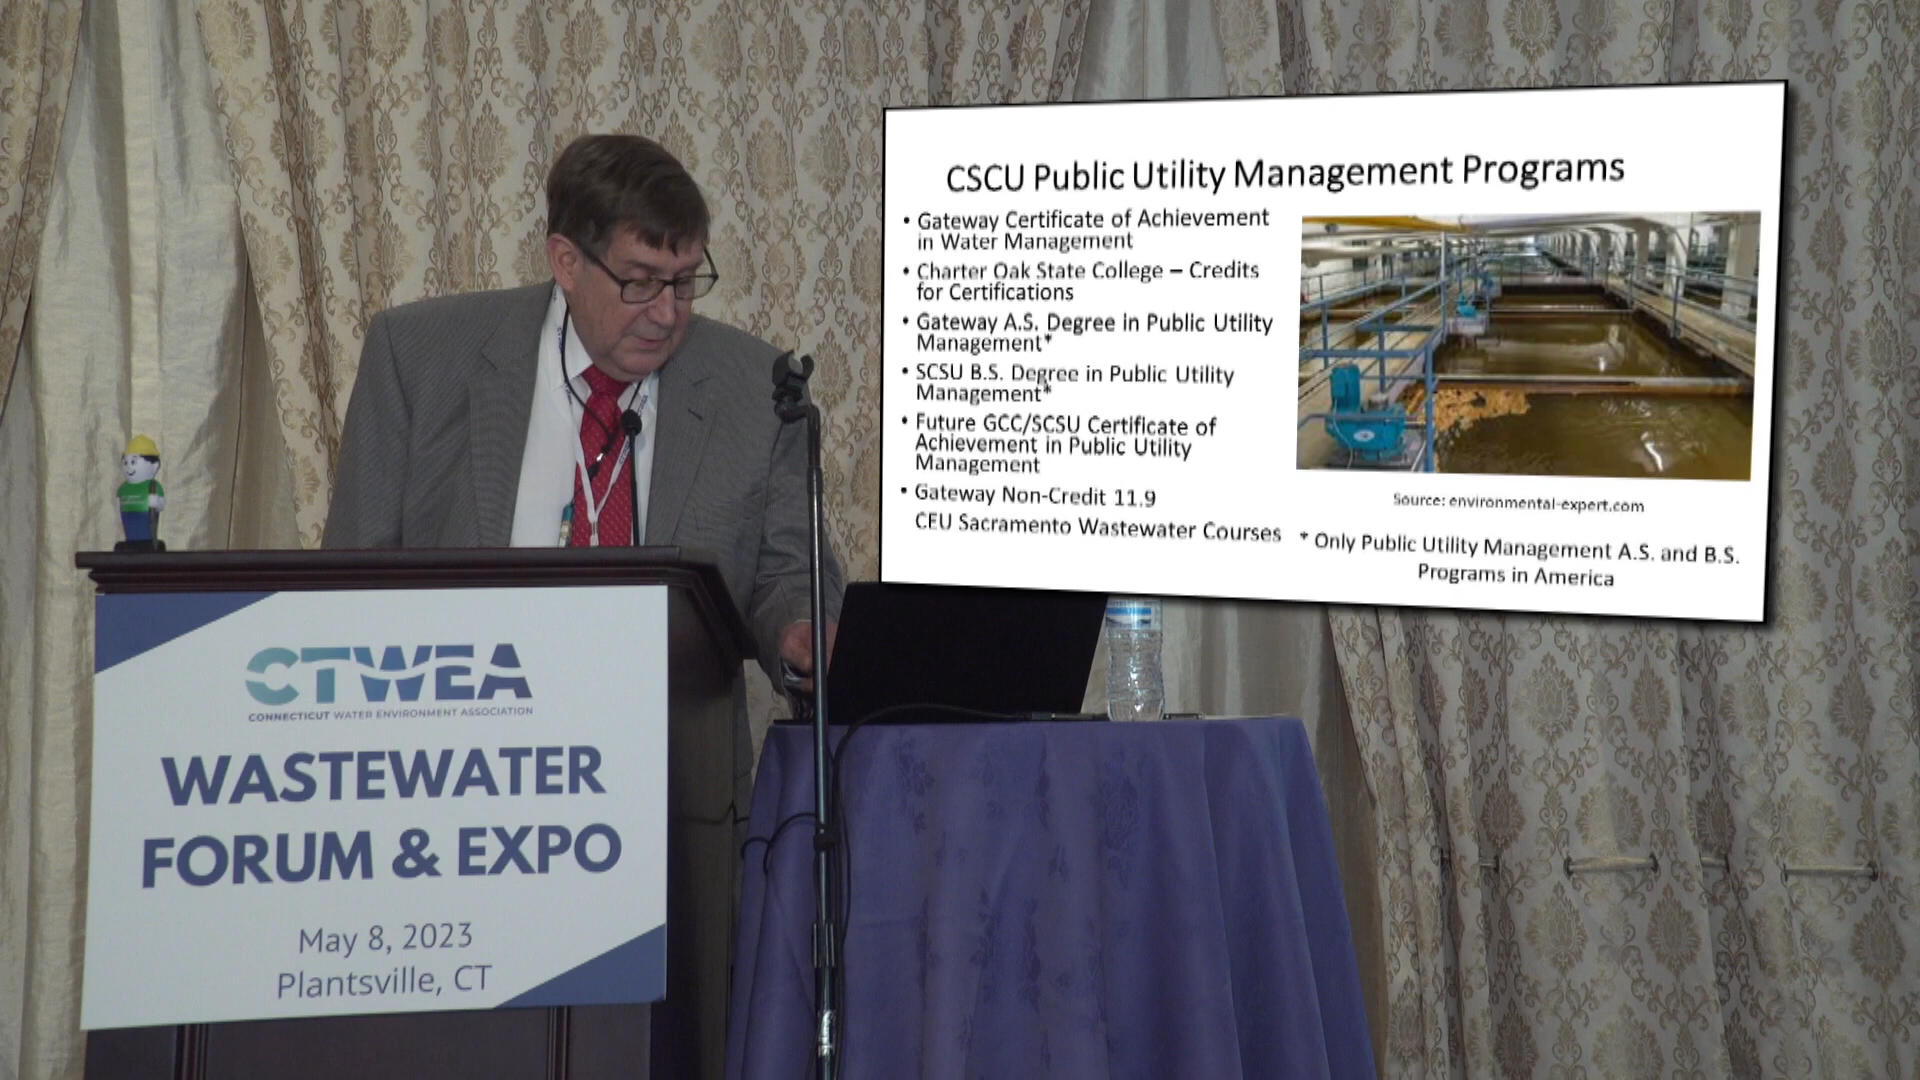 CTWEA
CONNECTICUT WATER ENVIRONMENT ASSOCIATION
WASTEWATER
FORUM & EXPO
May 8, 2023
Plantsville, CT
CSCU Public Utility Management Programs
• Gateway Certificate of Achievement
in Water Management
• Charter Oak State College – Credits
for Certifications
• Gateway A.S. Degree in Public Utility
Management*
• SCSU B.S. Degree in Public Utility
Management*
• Future GCC/SCSU Certificate of
Achievement in Public Utility
Management
• Gateway Non-Credit 11.9
CEU Sacramento Wastewater Courses
Source: environmental-expert.com
* Only Public Utility Management A.S. and B.S.
Programs in America